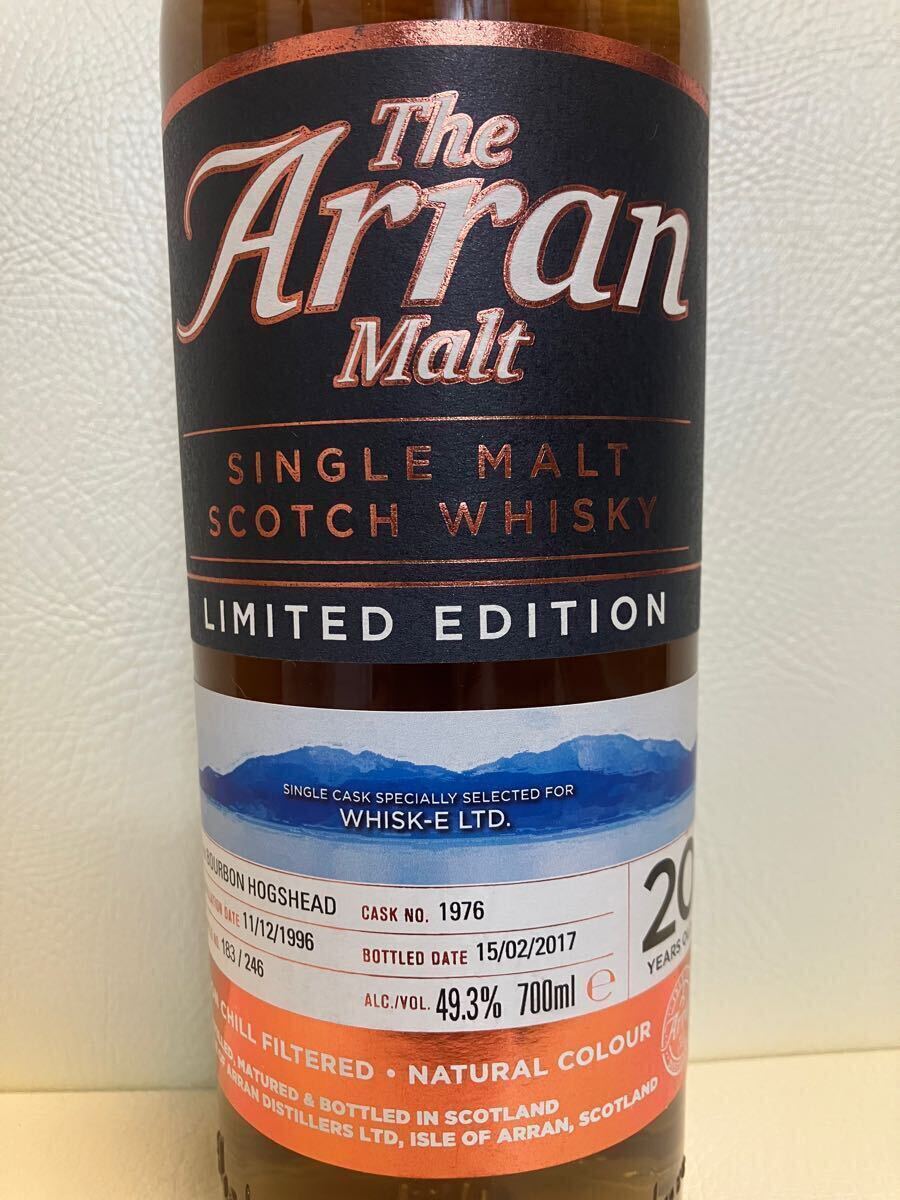 The
Arran
Malt
SINGLE MALT
SCOTCH WHISKY
LIMITED EDITION
SINGLE CASK SPECIALLY SELECTED FOR
WHISK-E LTD.
BOURBON HOGSHEAD
DATE 11/12/1996
183 / 246
CASK NO. 1976
BOTTLED DATE 15/02/2017
ALC./VOL. 49.3% 700ml e
20
YEARS
CHILL FILTERED • NATURAL COLOUR
MATURED & BOTTLED IN SCOTLAND
ARRAN DISTILLERS LTD, ISLE OF ARRAN, SCOTLAND